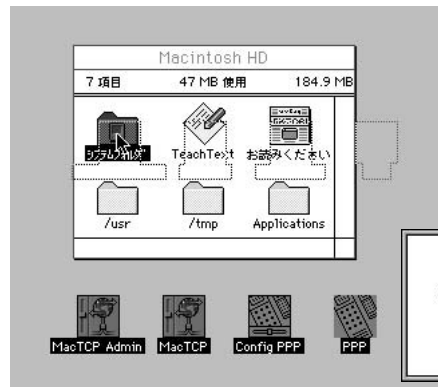 Macintosh HD
7 項目 47 MB 使用 184.9 MB
システムフォルダ TeachText お読みください
/usr /tmp Applications
MacTCP Admin MacTCP Config PPP PPP